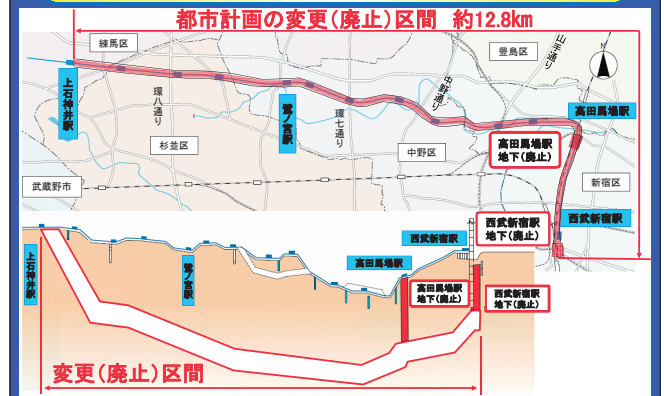 都市計画の変更（廃止）区間　約12.8km
練馬区
豊島区
山手通り
N
上石神井駅
環八通り
鷺ノ宮駅
環七通り
中野通り
高田馬場駅
杉並区
中野区
高田馬場駅
地下（廃止）
新宿区
武蔵野市
西武新宿駅
西武新宿駅
地下（廃止）
西武新宿駅
上石神井駅
鷺ノ宮駅
高田馬場駅
高田馬場駅
地下（廃止）
西武新宿駅
地下（廃止）
変更（廃止）区間